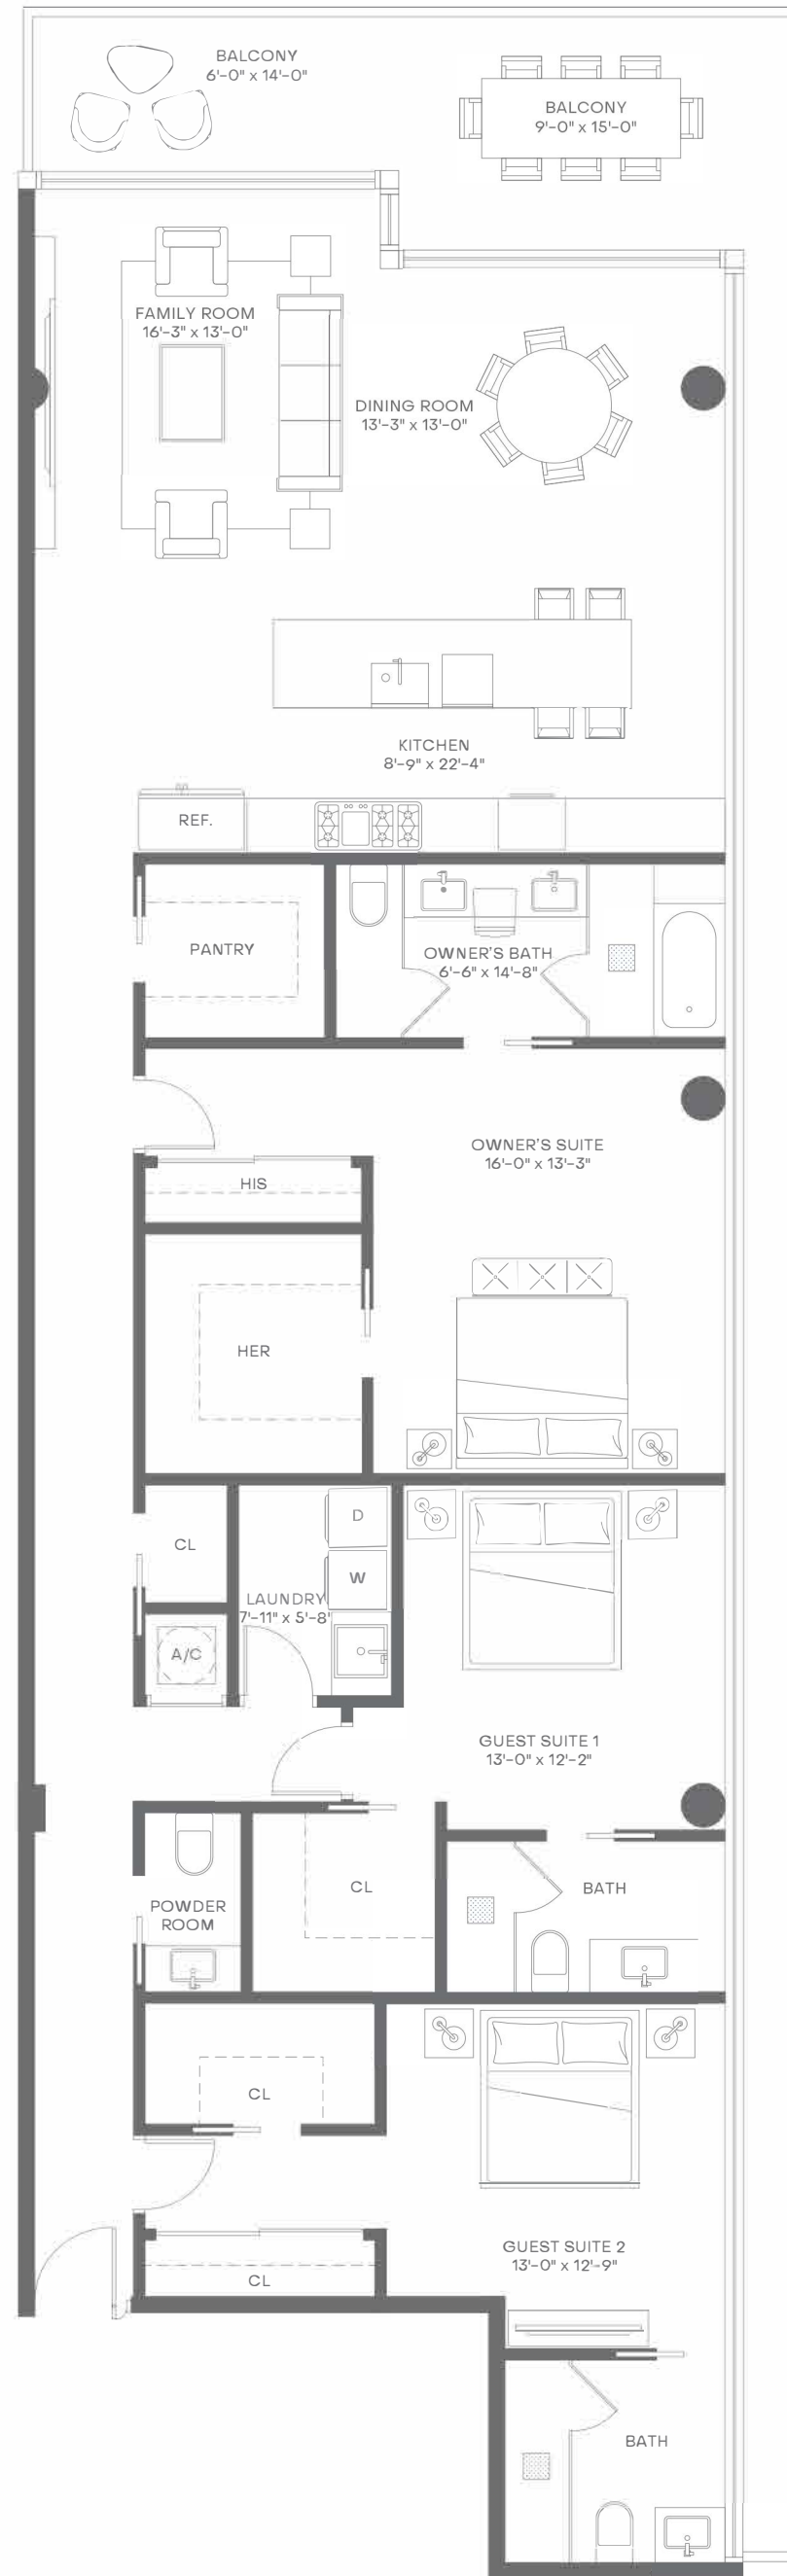 BALCONY
6'-0" x 14'-0"
BALCONY
9'-0" x 15'-0"
FAMILY ROOM
16'-3" x 13'-0"
DINING ROOM
13'-3" x 13'-0"
KITCHEN
8'-9" x 22'-4"
REF.
PANTRY
OWNER'S BATH
6'-6" x 14'-8"
OWNER'S SUITE
16'-0" x 13'-3"
HIS
HER
D
CL
W
LAUNDRY
7'-11" x 5'-8"
A/C
GUEST SUITE 1
13'-0" x 12'-2"
CL
BATH
POWDER
ROOM
CL
GUEST SUITE 2
13'-0" x 12'-9"
CL
BATH